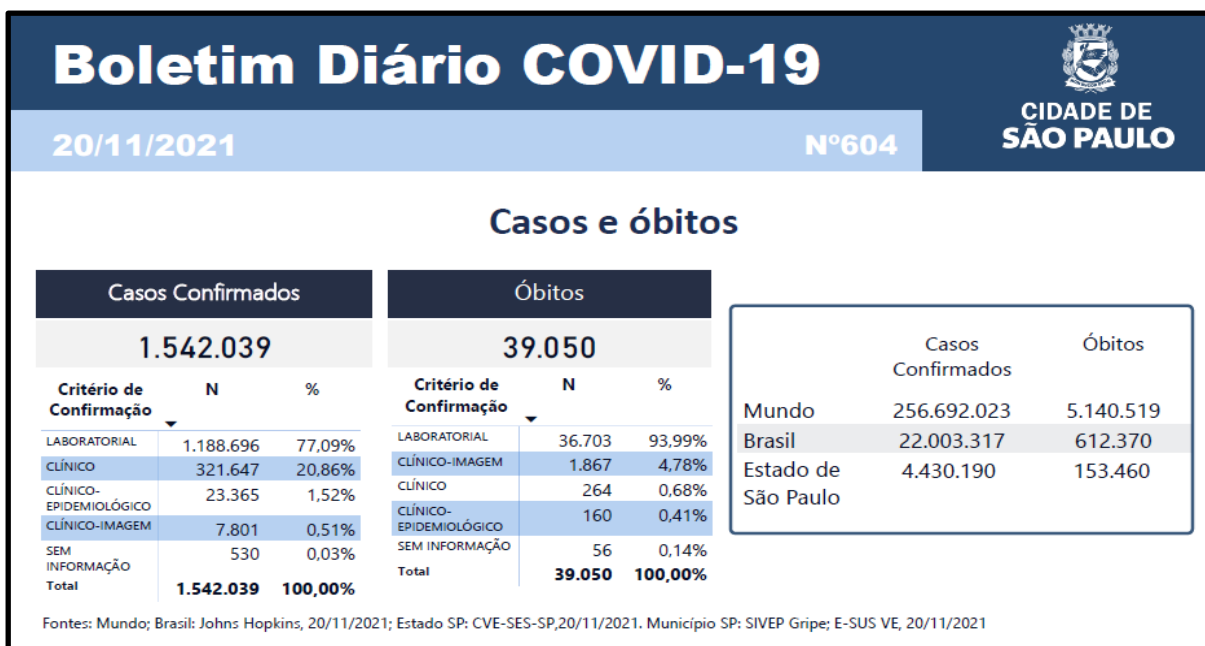 Boletim Diário COVID-19
CIDADE DE
SÃO PAULO
20/11/2021 Nº604
Casos e óbitos
Casos Confirmados
1.542.039
Critério de Confirmação N %
LABORATORIAL 1.188.696 77,09%
CLÍNICO 321.647 20,86%
CLÍNICO-EPIDEMIOLÓGICO 23.365 1,52%
CLÍNICO-IMAGEM 7.801 0,51%
SEM INFORMAÇÃO 530 0,03%
Total 1.542.039 100,00%
Óbitos
39.050
Critério de Confirmação N %
LABORATORIAL 36.703 93,99%
CLÍNICO-IMAGEM 1.867 4,78%
CLÍNICO 264 0,68%
CLÍNICO-EPIDEMIOLÓGICO 160 0,41%
SEM INFORMAÇÃO 56 0,14%
Total 39.050 100,00%
Casos Confirmados Óbitos
Mundo 256.692.023 5.140.519
Brasil 22.003.317 612.370
Estado de São Paulo 4.430.190 153.460
Fontes: Mundo; Brasil: Johns Hopkins, 20/11/2021; Estado SP: CVE-SES-SP,20/11/2021. Município SP: SIVEP Gripe; E-SUS VE, 20/11/2021